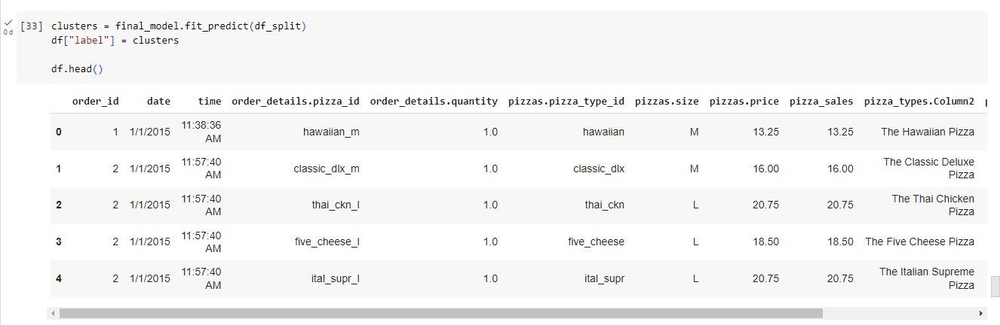 [33] clusters = final_model.fit_predict(df_split)
0 d df["label"] = clusters
df.head()
order_id date time order_details.pizza_id order_details.quantity pizzas.pizza_type_id pizzas.size pizzas.price pizza_sales pizza_types.Column2
0 1 1/1/2015 11:38:36 AM hawaiian_m 1.0 hawaiian M 13.25 13.25 The Hawaiian Pizza
1 2 1/1/2015 11:57:40 AM classic_dlx_m 1.0 classic_dlx M 16.00 16.00 The Classic Deluxe Pizza
2 2 1/1/2015 11:57:40 AM thai_ckn_l 1.0 thai_ckn L 20.75 20.75 The Thai Chicken Pizza
3 2 1/1/2015 11:57:40 AM five_cheese_l 1.0 five_cheese L 18.50 18.50 The Five Cheese Pizza
4 2 1/1/2015 11:57:40 AM ital_supr_l 1.0 ital_supr L 20.75 20.75 The Italian Supreme Pizza